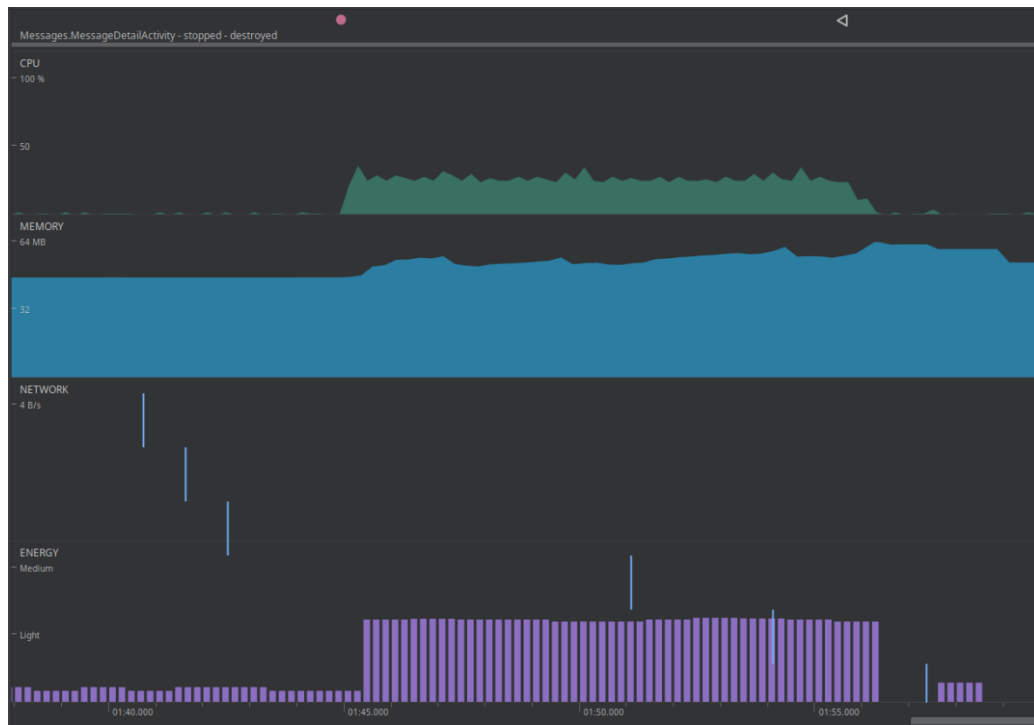 Messages.MessageDetailActivity - stopped - destroyed
CPU
100 %
50
MEMORY
64 MB
32
NETWORK
4 B/s
ENERGY
Medium
Light
01:40.000 01:45.000 01:50.000 01:55.000